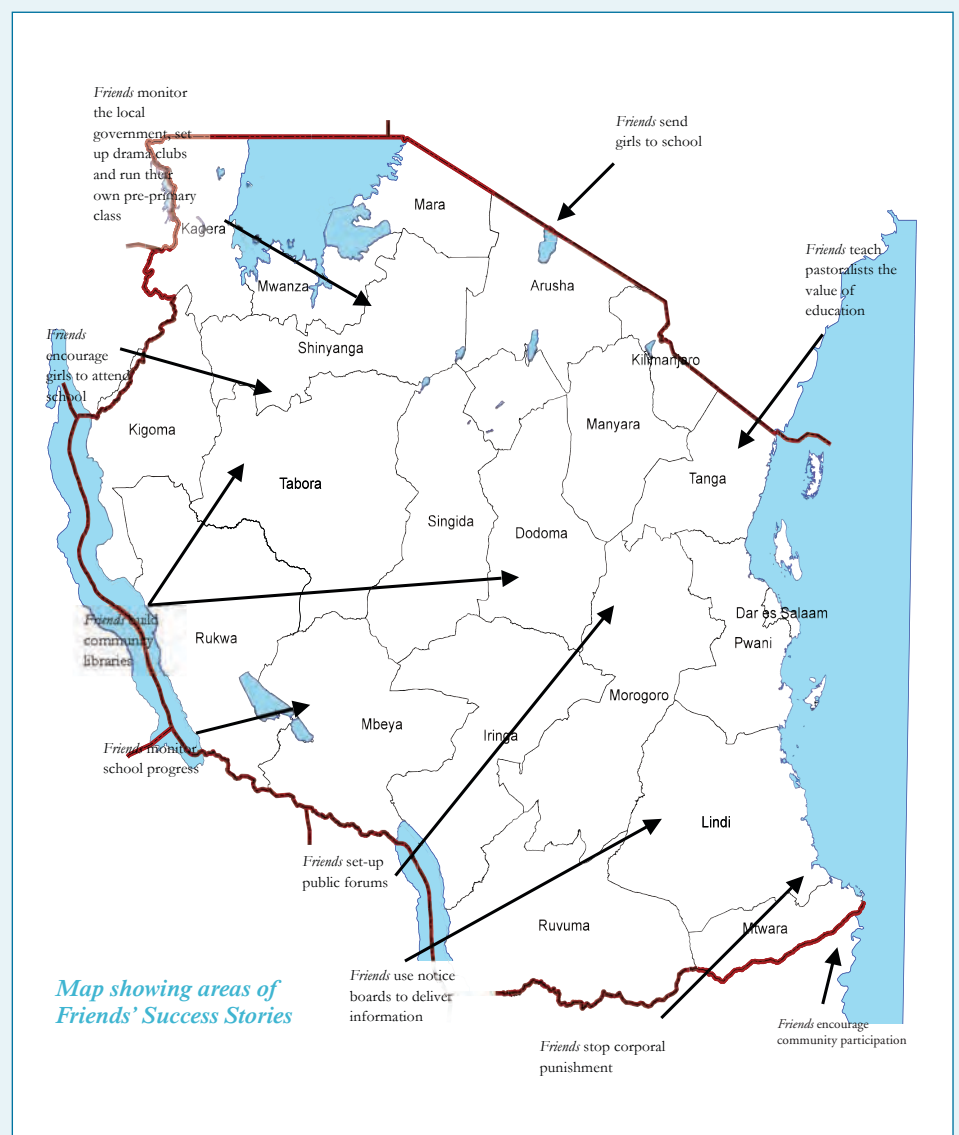 Friends monitor
the local
government, set
up drama clubs
and run their
own pre-primary
class
Friends send
girls to school
Mara
Kagera
Friends teach
pastoralists the
value of
education
Mwanza
Arusha
Shinyanga
Friends
encourage
girls to attend
school
Kilimanjaro
Kigoma
Manyara
Tabora
Tanga
Singida
Dodoma
Friends build
community
libraries
Rukwa
Dar es Salaam
Pwani
Morogoro
Mbeya
Iringa
Friends monitor
school progress
Lindi
Friends set-up
public forums
Ruvuma
Mtwara
Friends use notice
boards to deliver
information
Map showing areas of
Friends’ Success Stories
Friends encourage
community participation
Friends stop corporal
punishment